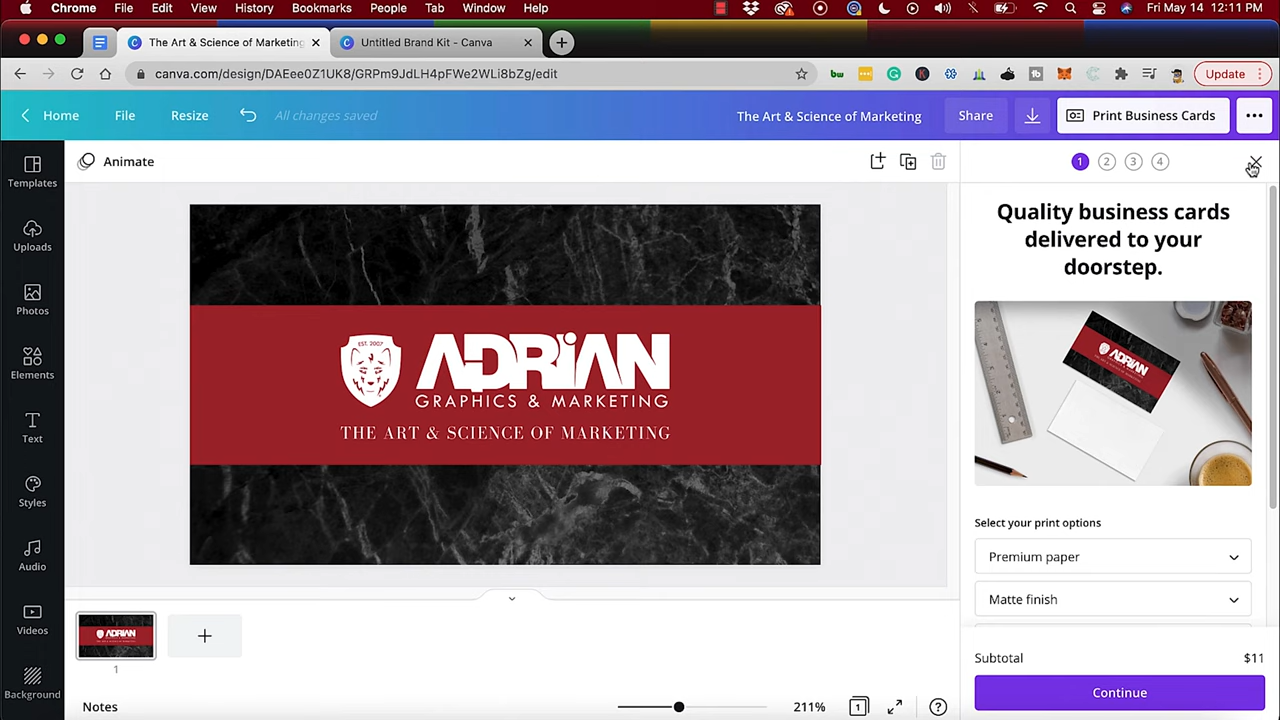 Chrome File Edit View History Bookmarks People Tab Window Help Fri May 14 12:11 PM
The Art & Science of Marketing
Untitled Brand Kit - Canva
canva.com/design/DAEee0Z1UK8/GRPm9JdLH4pFWe2WLi8bZg/edit
Update
Home File Resize All changes saved The Art & Science of Marketing Share Print Business Cards
Templates
Uploads
Photos
Elements
Text
Styles
Audio
Videos
Background
Animate
EST. 2007
ADRIAN
GRAPHICS & MARKETING
THE ART & SCIENCE OF MARKETING
1
Notes
211%
1
1 2 3 4
Quality business cards
delivered to your
doorstep.
ADRIAN
Select your print options
Premium paper
Matte finish
Subtotal $11
Continue
ADRIAN